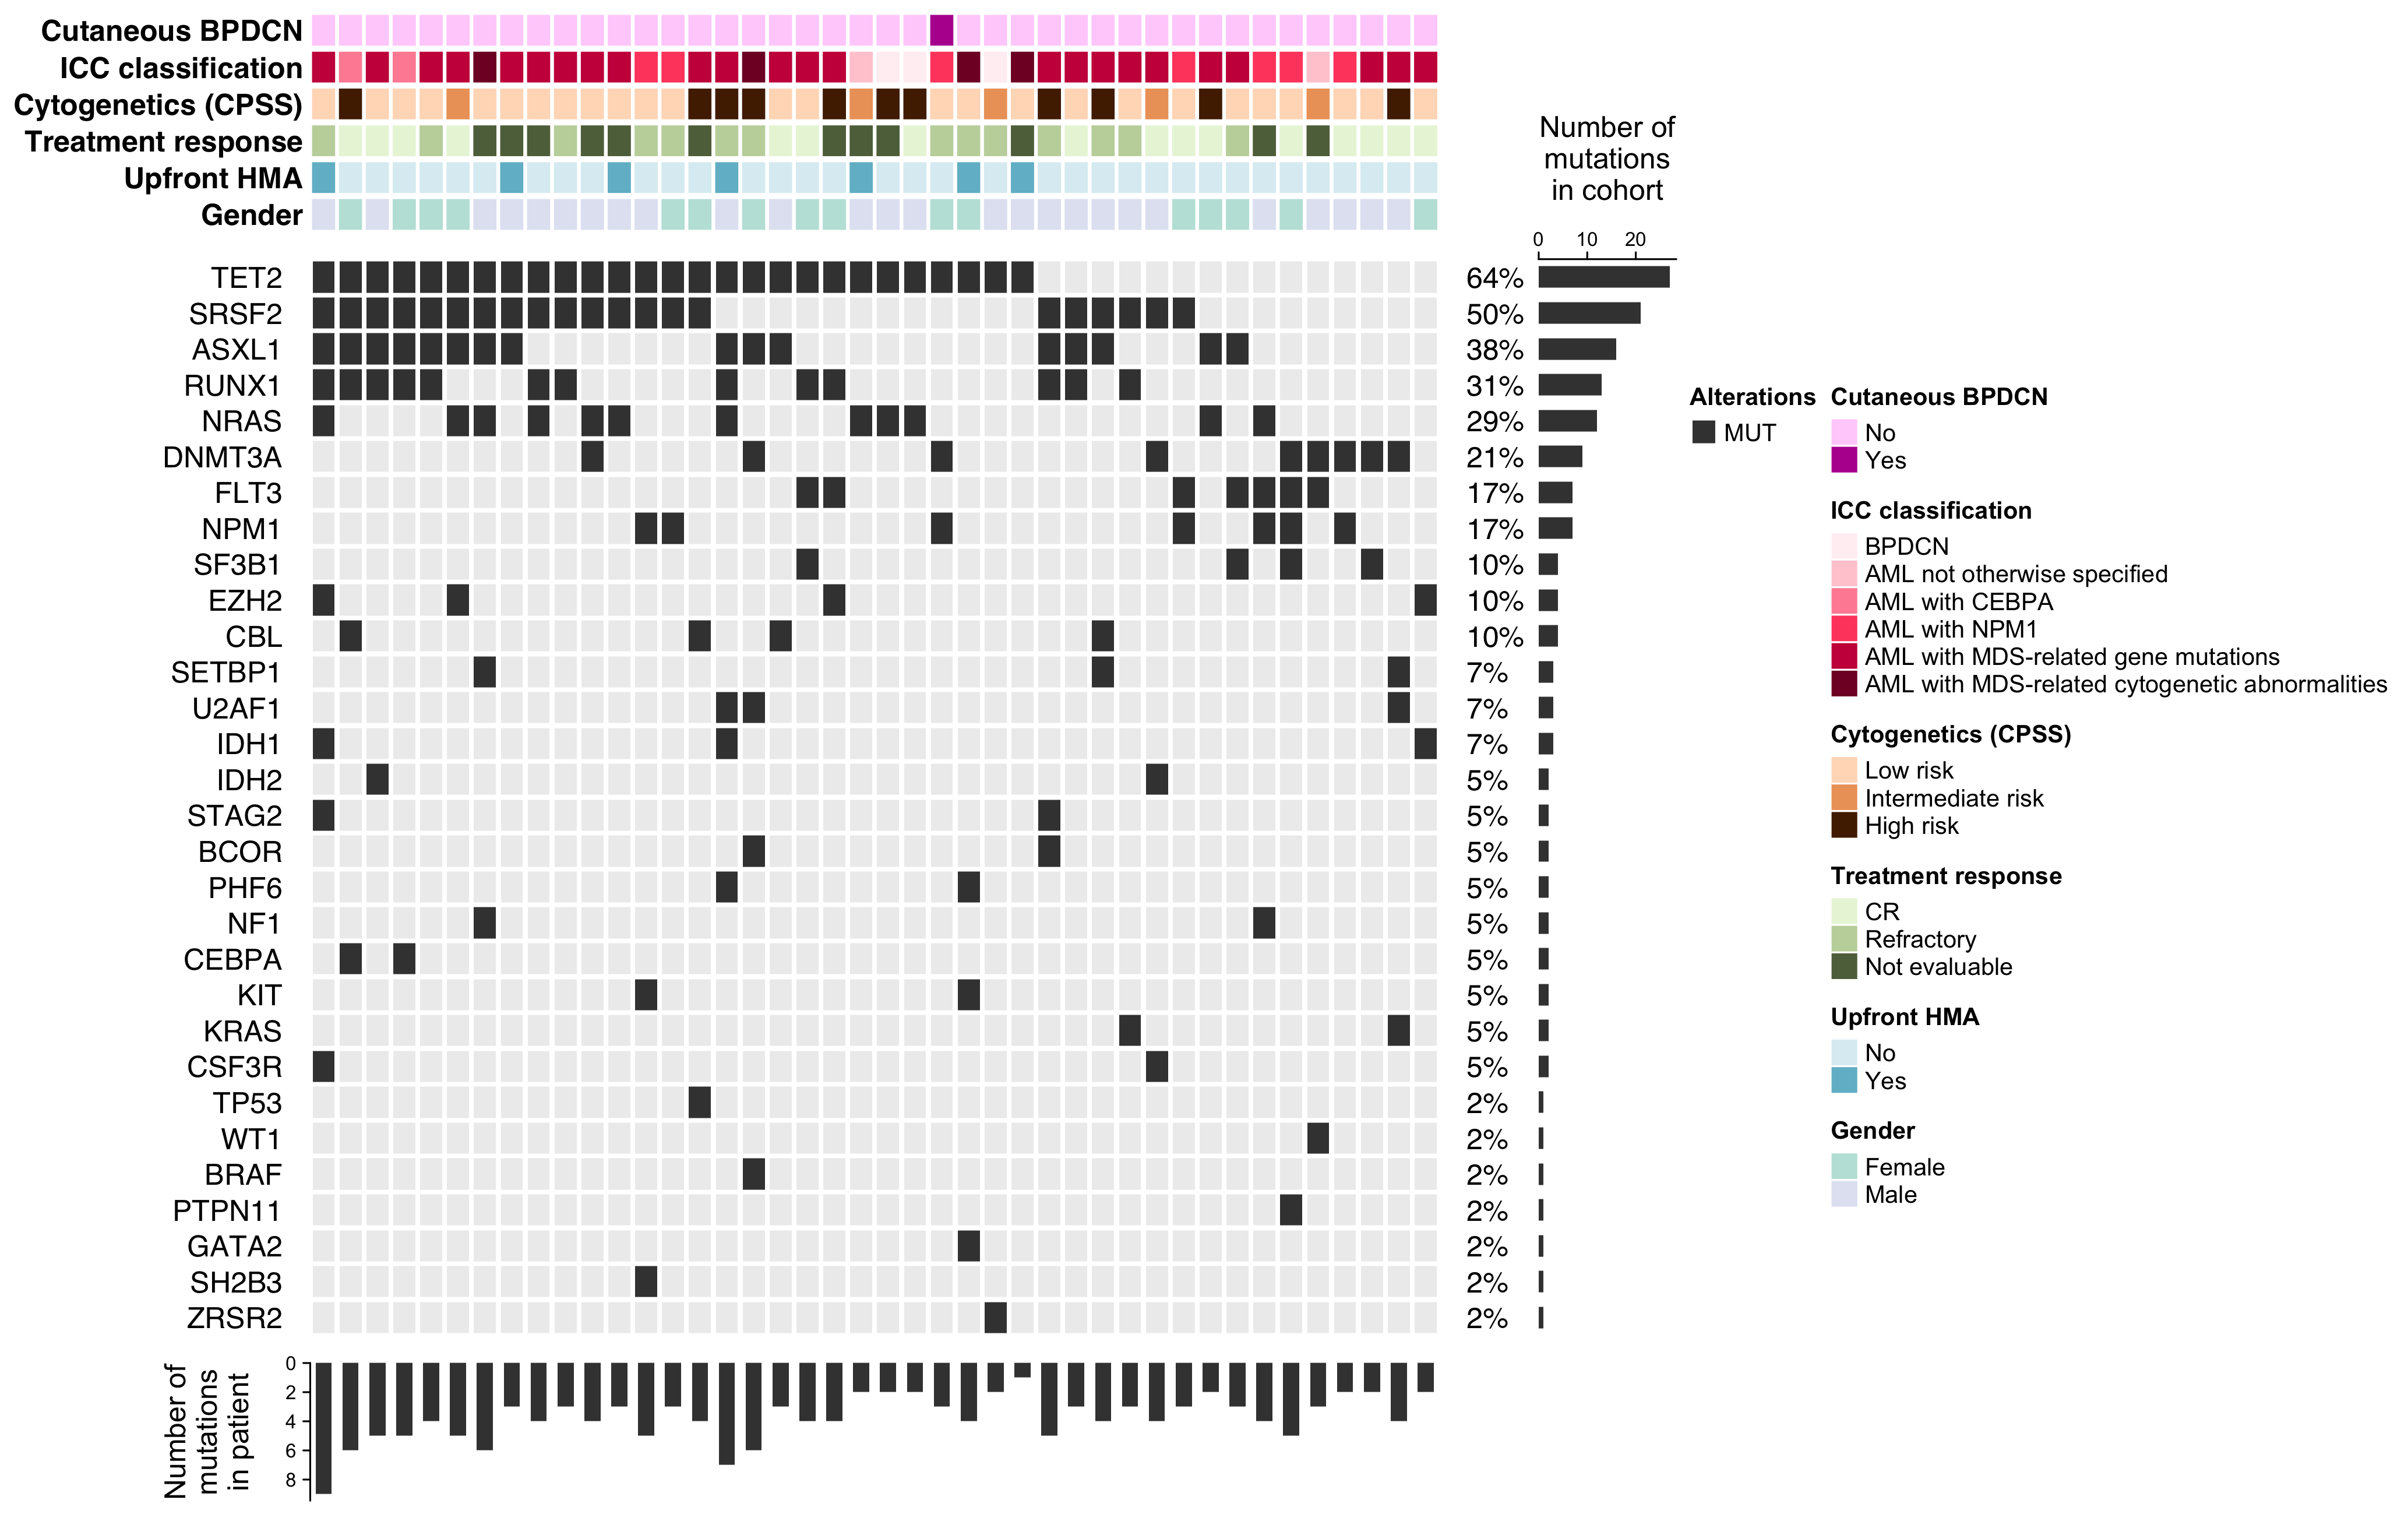 Cutaneous BPDCN
ICC classification
Cytogenetics (CPSS)
Treatment response
Upfront HMA
Gender
Number of
mutations
in cohort
0 10 20
TET2 64%
SRSF2 50%
ASXL1 38%
RUNX1 31%
NRAS 29%
DNMT3A 21%
FLT3 17%
NPM1 17%
SF3B1 10%
EZH2 10%
CBL 10%
SETBP1 7%
U2AF1 7%
IDH1 7%
IDH2 5%
STAG2 5%
BCOR 5%
PHF6 5%
NF1 5%
CEBPA 5%
KIT 5%
KRAS 5%
CSF3R 5%
TP53 2%
WT1 2%
BRAF 2%
PTPN11 2%
GATA2 2%
SH2B3 2%
ZRSR2 2%
Number of
mutations
in patient
0
2
4
6
8
Alterations
MUT
Cutaneous BPDCN
No
Yes
ICC classification
BPDCN
AML not otherwise specified
AML with CEBPA
AML with NPM1
AML with MDS-related gene mutations
AML with MDS-related cytogenetic abnormalities
Cytogenetics (CPSS)
Low risk
Intermediate risk
High risk
Treatment response
CR
Refractory
Not evaluable
Upfront HMA
No
Yes
Gender
Female
Male